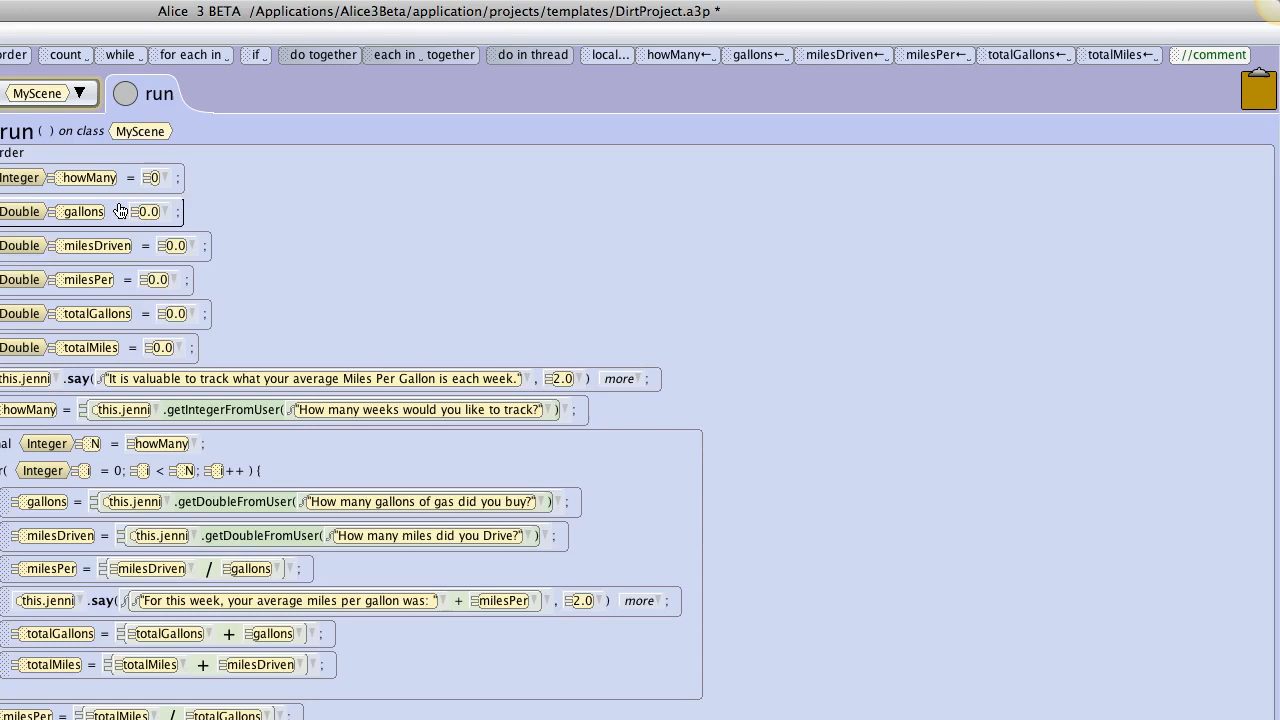 Alice 3 BETA /Applications/Alice3Beta/application/projects/templates/DirtProject.a3p *
order count while _ for each in _ if _ do together each in _ together do in thread local... howMany←_ gallons←_ milesDriven←_ milesPer←_ totalGallons←_ totalMiles←_ //comment
MyScene ▼ run
run ( ) on class MyScene
rder
Integer howMany = 0 ;
Double gallons 0.0 ;
Double milesDriven = 0.0 ;
Double milesPer = 0.0 ;
Double totalGallons = 0.0 ;
Double totalMiles = 0.0 ;
this.jenni .say( "It is valuable to track what your average Miles Per Gallon is each week." , 2.0 ) more ;
howMany = this.jenni .getIntegerFromUser( "How many weeks would you like to track?" ) ;
nal Integer N = howMany ;
r( Integer i = 0; i < N ; i ++ ) {
gallons = this.jenni .getDoubleFromUser( "How many gallons of gas did you buy?" ) ;
milesDriven = this.jenni .getDoubleFromUser( "How many miles did you Drive?" ) ;
milesPer = ( milesDriven / gallons ) ;
this.jenni .say( "For this week, your average miles per gallon was: " + milesPer , 2.0 ) more ;
totalGallons = ( totalGallons + gallons ) ;
totalMiles = ( totalMiles + milesDriven ) ;
milesPer = ( totalMiles / totalGallons ) ;